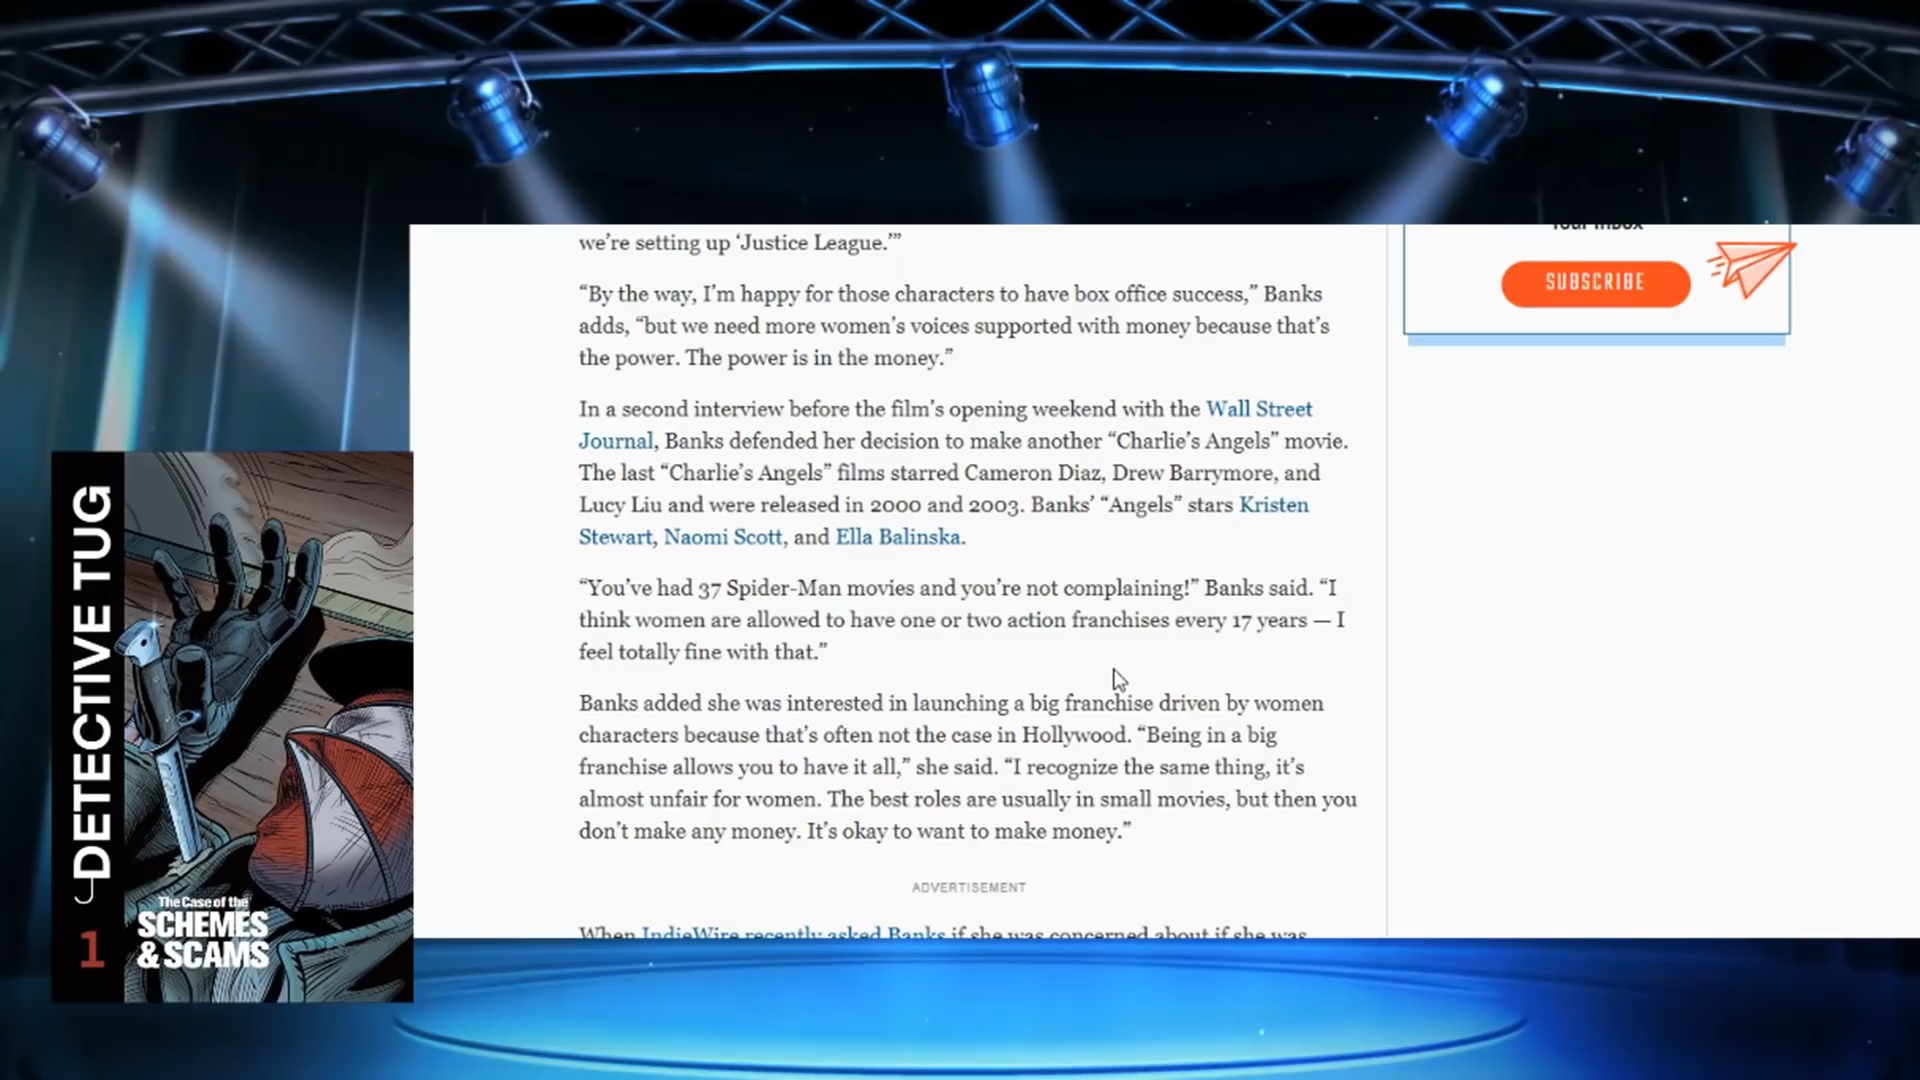 we're setting up ‘Justice League.’”
“By the way, I’m happy for those characters to have box office success,” Banks
adds, “but we need more women’s voices supported with money because that’s
the power. The power is in the money.”
In a second interview before the film’s opening weekend with the Wall Street
Journal, Banks defended her decision to make another “Charlie’s Angels” movie.
The last “Charlie’s Angels” films starred Cameron Diaz, Drew Barrymore, and
Lucy Liu and were released in 2000 and 2003. Banks’ “Angels” stars Kristen
Stewart, Naomi Scott, and Ella Balinska.
“You’ve had 37 Spider-Man movies and you’re not complaining!” Banks said. “I
think women are allowed to have one or two action franchises every 17 years — I
feel totally fine with that.”
Banks added she was interested in launching a big franchise driven by women
characters because that’s often not the case in Hollywood. “Being in a big
franchise allows you to have it all,” she said. “I recognize the same thing, it’s
almost unfair for women. The best roles are usually in small movies, but then you
don’t make any money. It’s okay to want to make money.”
ADVERTISEMENT
When IndieWire recently asked Banks if she was concerned about if she was
Your Inbox
SUBSCRIBE
DETECTIVE TUG
1
The Case of the
SCHEMES
& SCAMS